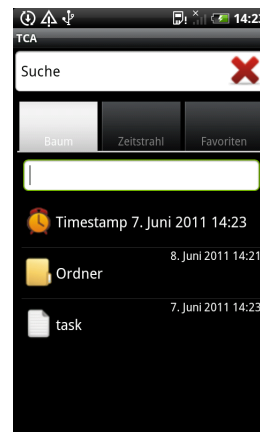 14:23
TCA
Suche
Baum Zeitstrahl Favoriten
Timestamp 7. Juni 2011 14:23
8. Juni 2011 14:21
Ordner
7. Juni 2011 14:23
task